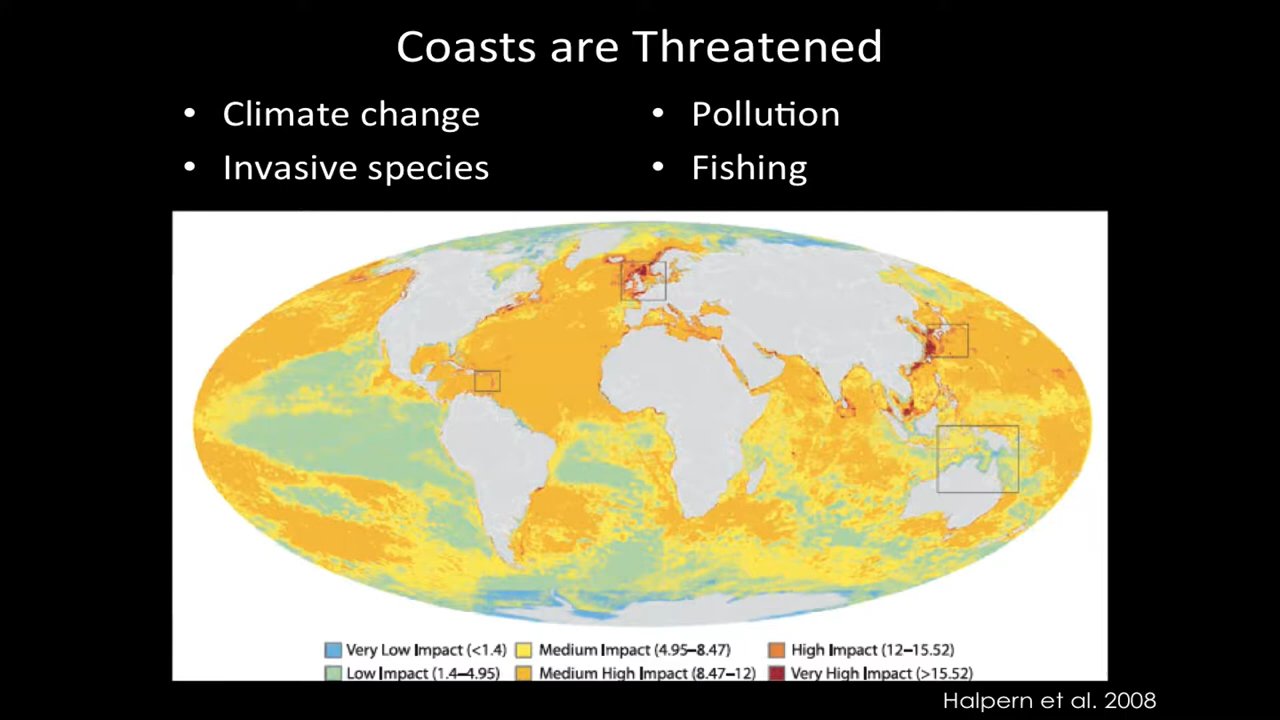 Coasts are Threatened
• Climate change
• Invasive species
• Pollution
• Fishing
Very Low Impact (<1.4)
Medium Impact (4.95–8.47)
High Impact (12–15.52)
Low Impact (1.4–4.95)
Medium High Impact (8.47–12)
Very High Impact (>15.52)
Halpern et al. 2008